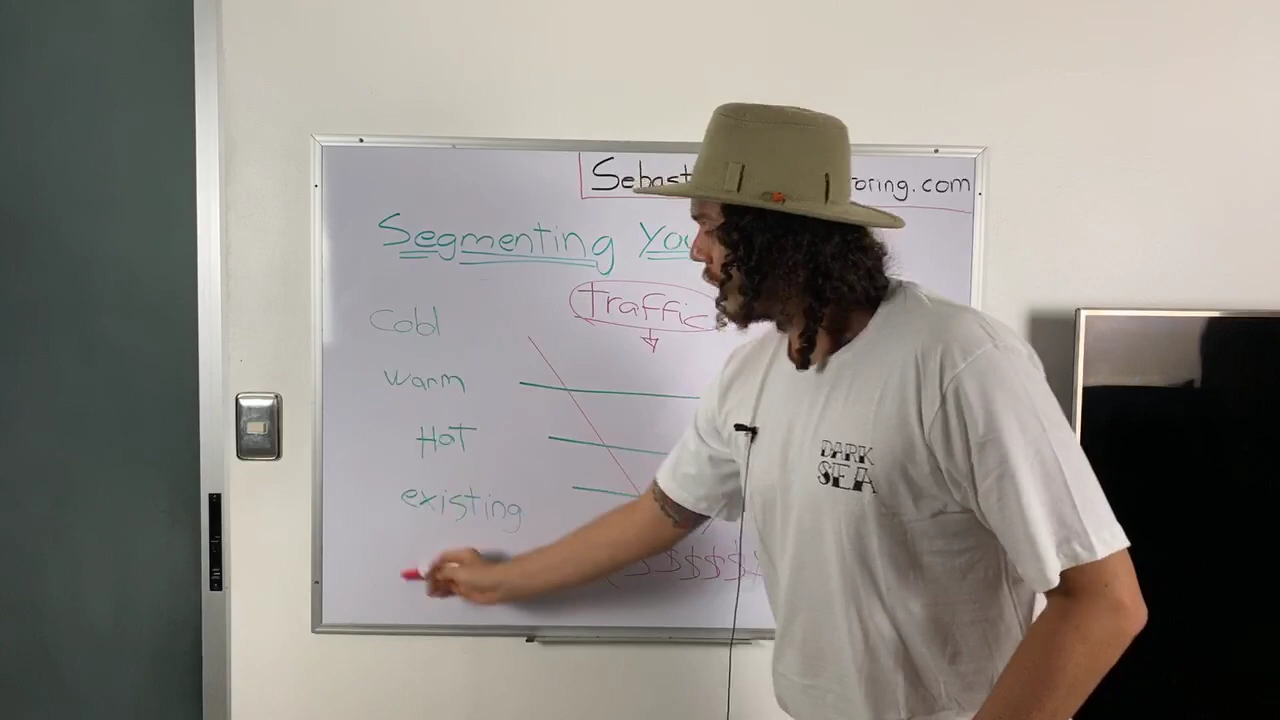 Sebast oring.com
Segmenting You
Traffic
Cold
warm
HOT
existing
$$$$
DARK
SEA